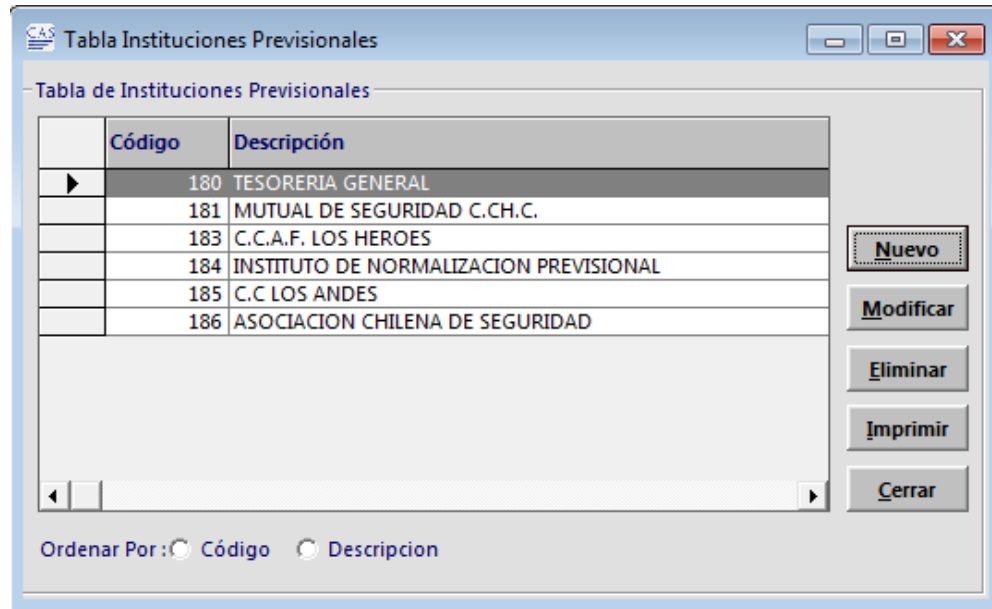 CAS Tabla Instituciones Previsionales
Tabla de Instituciones Previsionales
Código Descripción
180 TESORERIA GENERAL
181 MUTUAL DE SEGURIDAD C.CH.C.
183 C.C.A.F. LOS HEROES
184 INSTITUTO DE NORMALIZACION PREVISIONAL
185 C.C LOS ANDES
186 ASOCIACION CHILENA DE SEGURIDAD
Nuevo
Modificar
Eliminar
Imprimir
Cerrar
Ordenar Por : Código Descripcion